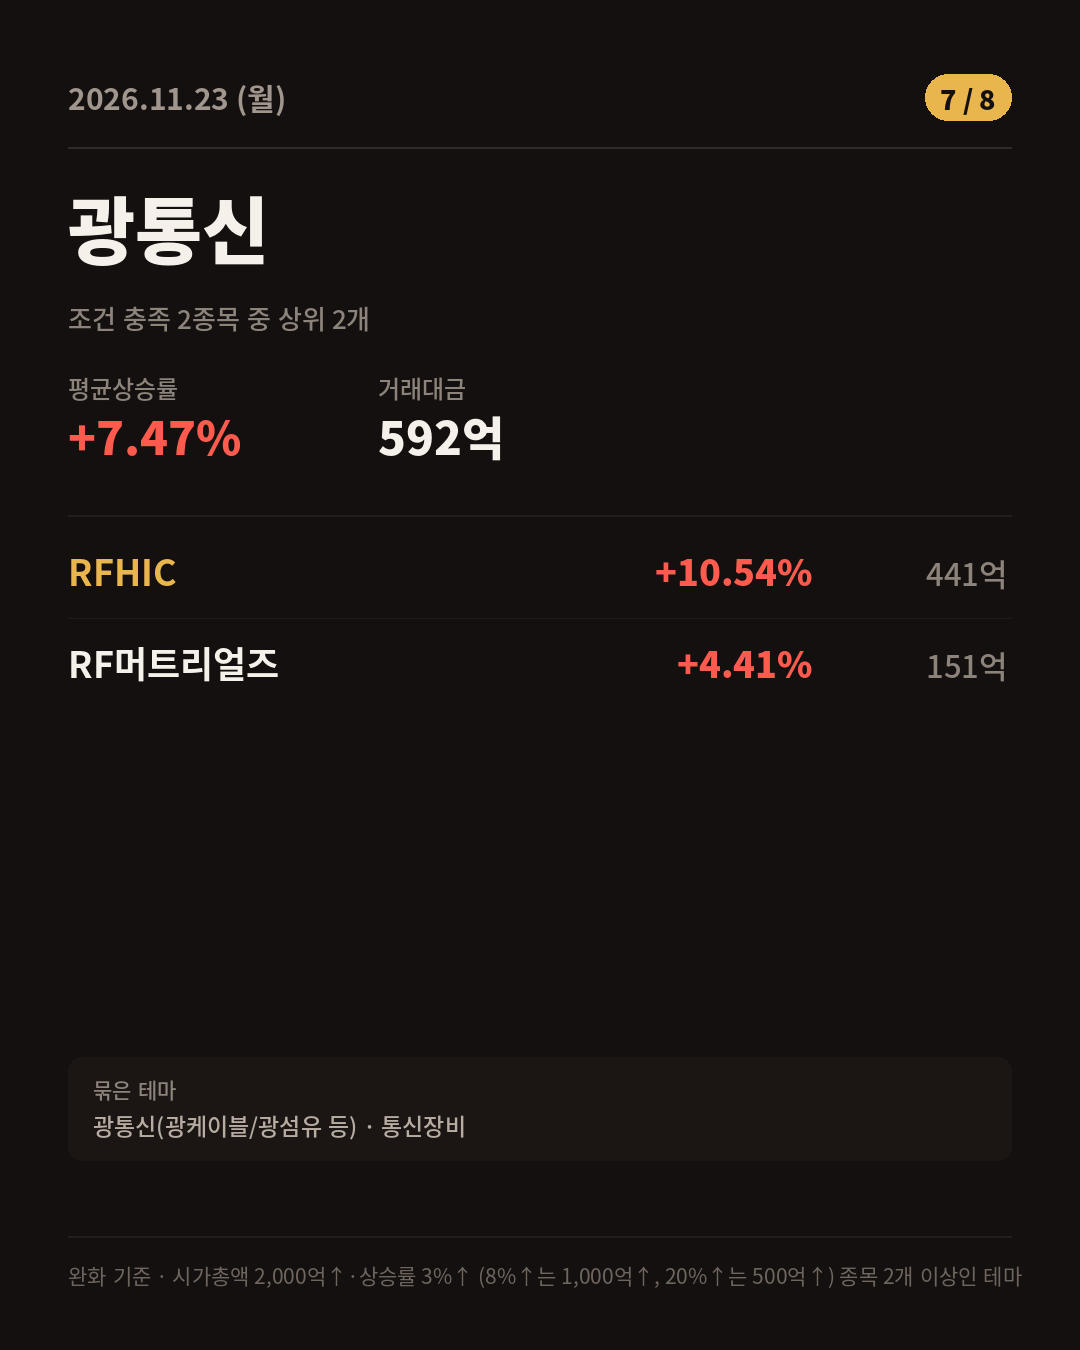 2026.11.23 (월)
7 / 8
광통신
조건 충족 2종목 중 상위 2개
평균상승률 거래대금
+7.47% 592억
RFHIC +10.54% 441억
RF머트리얼즈 +4.41% 151억
묶은 테마
광통신(광케이블/광섬유 등) · 통신장비
완화 기준 · 시가총액 2,000억↑ · 상승률 3%↑ (8%↑는 1,000억↑, 20%↑는 500억↑) 종목 2개 이상인 테마